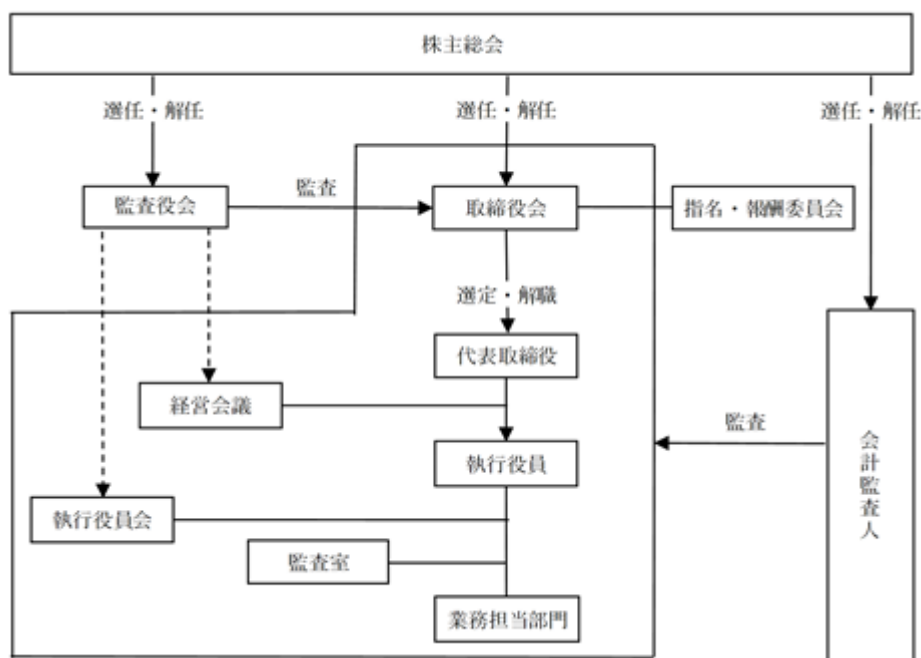 株主総会
選任・解任
選任・解任
選任・解任
監査役会
監査
取締役会
指名・報酬委員会
選定・解職
代表取締役
経営会議
監査
執行役員
会計監査人
執行役員会
監査室
業務担当部門